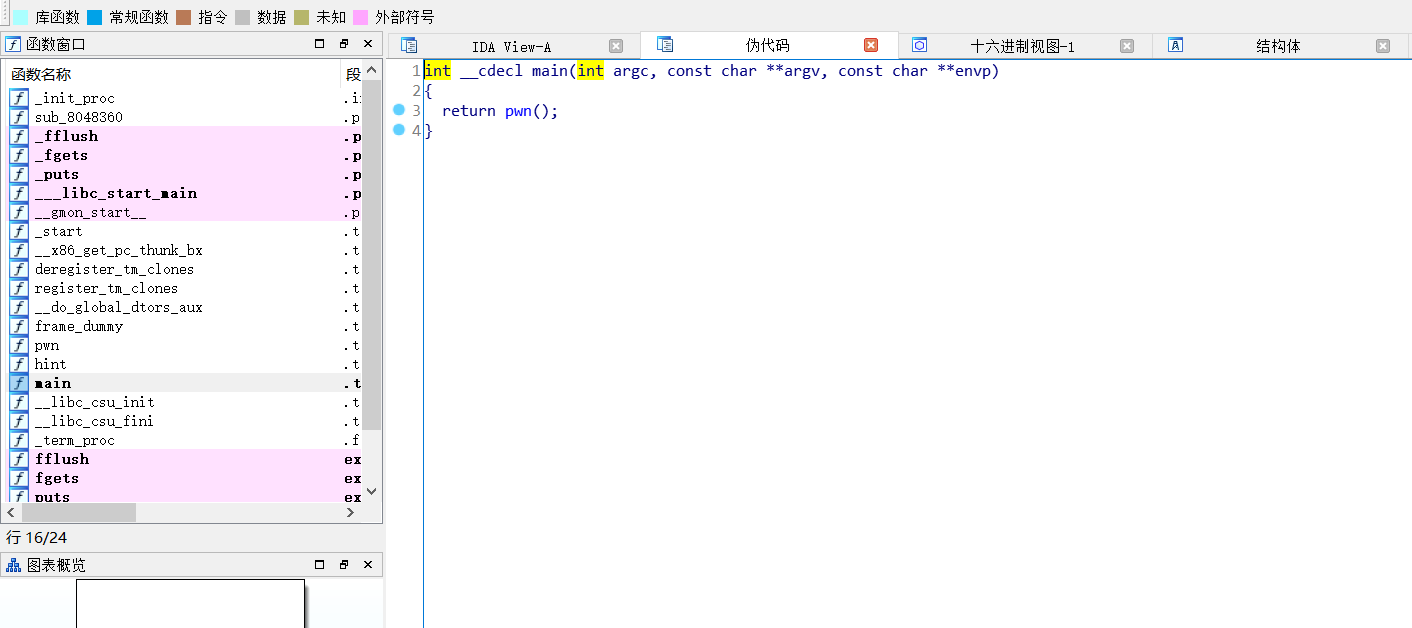 库函数 常规函数 指令 数据 未知 外部符号
函数窗口
函数名称 段
_init_proc .i
sub_8048360 .p
_fflush .p
_fgets .p
_puts .p
___libc_start_main .p
__gmon_start__ .p
_start .t
__x86_get_pc_thunk_bx .t
deregister_tm_clones .t
register_tm_clones .t
__do_global_dtors_aux .t
frame_dummy .t
pwn .t
hint .t
main .t
__libc_csu_init .t
__libc_csu_fini .t
_term_proc .f
fflush ex
fgets ex
puts ex
行 16/24
图表概览
IDA View-A 伪代码 十六进制视图-1 结构体
1 int __cdecl main(int argc, const char **argv, const char **envp)
2 {
3 return pwn();
4 }